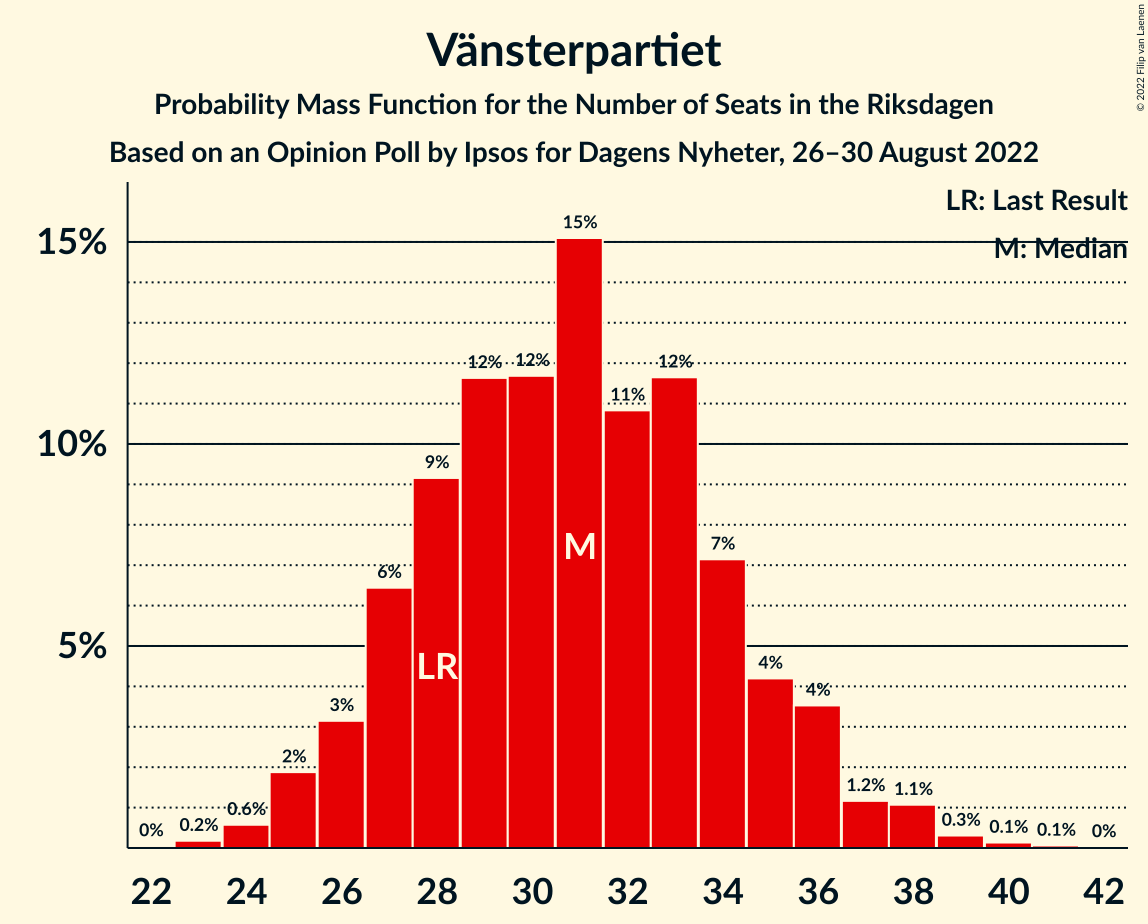 Vänsterpartiet
Probability Mass Function for the Number of Seats in the Riksdagen
Based on an Opinion Poll by Ipsos for Dagens Nyheter, 26–30 August 2022
© 2022 Filip van Laenen
LR: Last Result
M: Median
15%
10%
5%
0%
0.2%
0.6%
2%
3%
6%
9%
12%
12%
15%
11%
12%
7%
4%
4%
1.2%
1.1%
0.3%
0.1%
0.1%
0%
LR
M
22 24 26 28 30 32 34 36 38 40 42